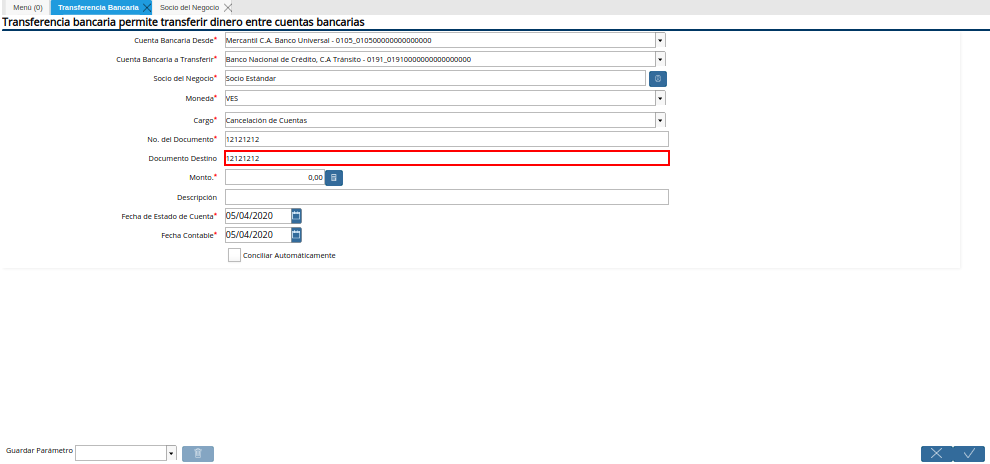 Menú (0) Transferencia Bancaria Socio del Negocio
Transferencia bancaria permite transferir dinero entre cuentas bancarias
Cuenta Bancaria Desde* Mercantil C.A. Banco Universal - 0105_010500000000000000
Cuenta Bancaria a Transferir* Banco Nacional de Crédito, C.A Tránsito - 0191_01910000000000000000
Socio del Negocio* Socio Estándar
Moneda* VES
Cargo* Cancelación de Cuentas
No. del Documento* 12121212
Documento Destino 12121212
Monto.* 0,00
Descripción
Fecha de Estado de Cuenta* 05/04/2020
Fecha Contable* 05/04/2020
Conciliar Automáticamente
Guardar Parámetro